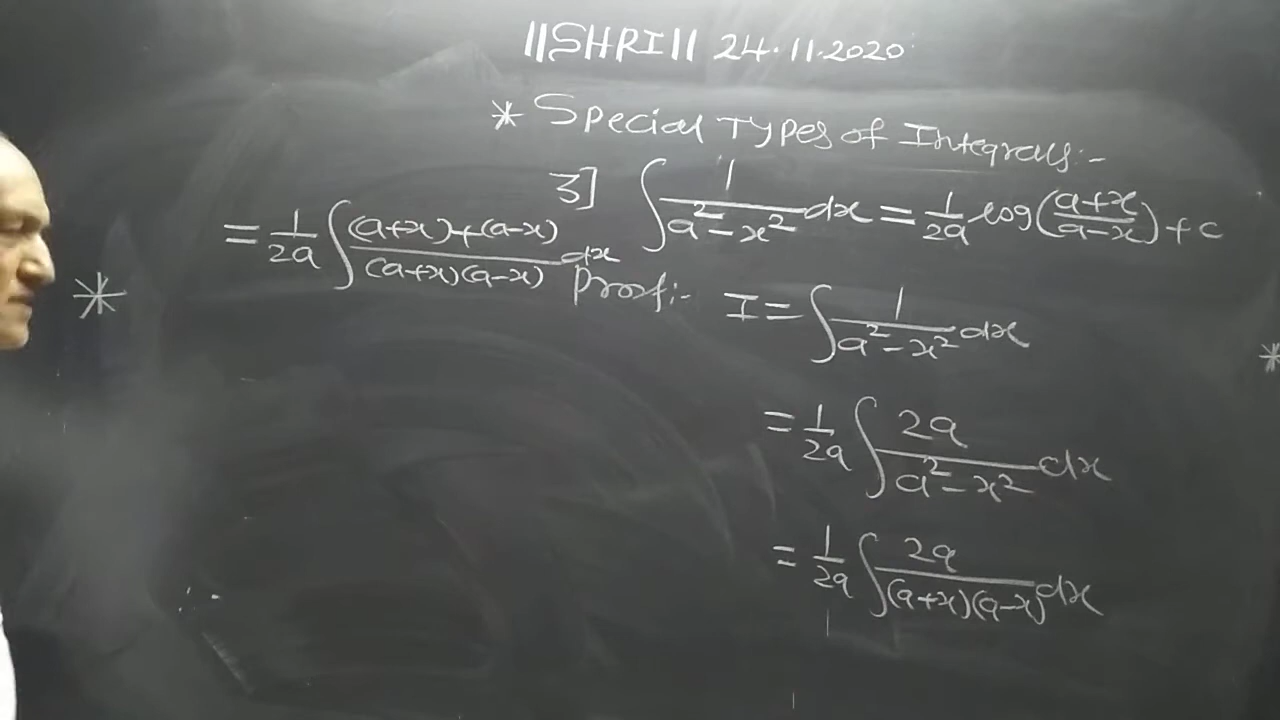 ||SHRI|| 24.11.2020
* Special Types of Integrals:-
3] ∫ 1/(a²-x²) dx = 1/2a log((a+x)/(a-x)) + c
Proof:- I = ∫ 1/(a²-x²) dx
= 1/2a ∫ 2a/(a²-x²) dx
= 1/2a ∫ 2a/((a+x)(a-x)) dx
= 1/2a ∫ ((a+x)+(a-x))/((a+x)(a-x)) dx
*
*